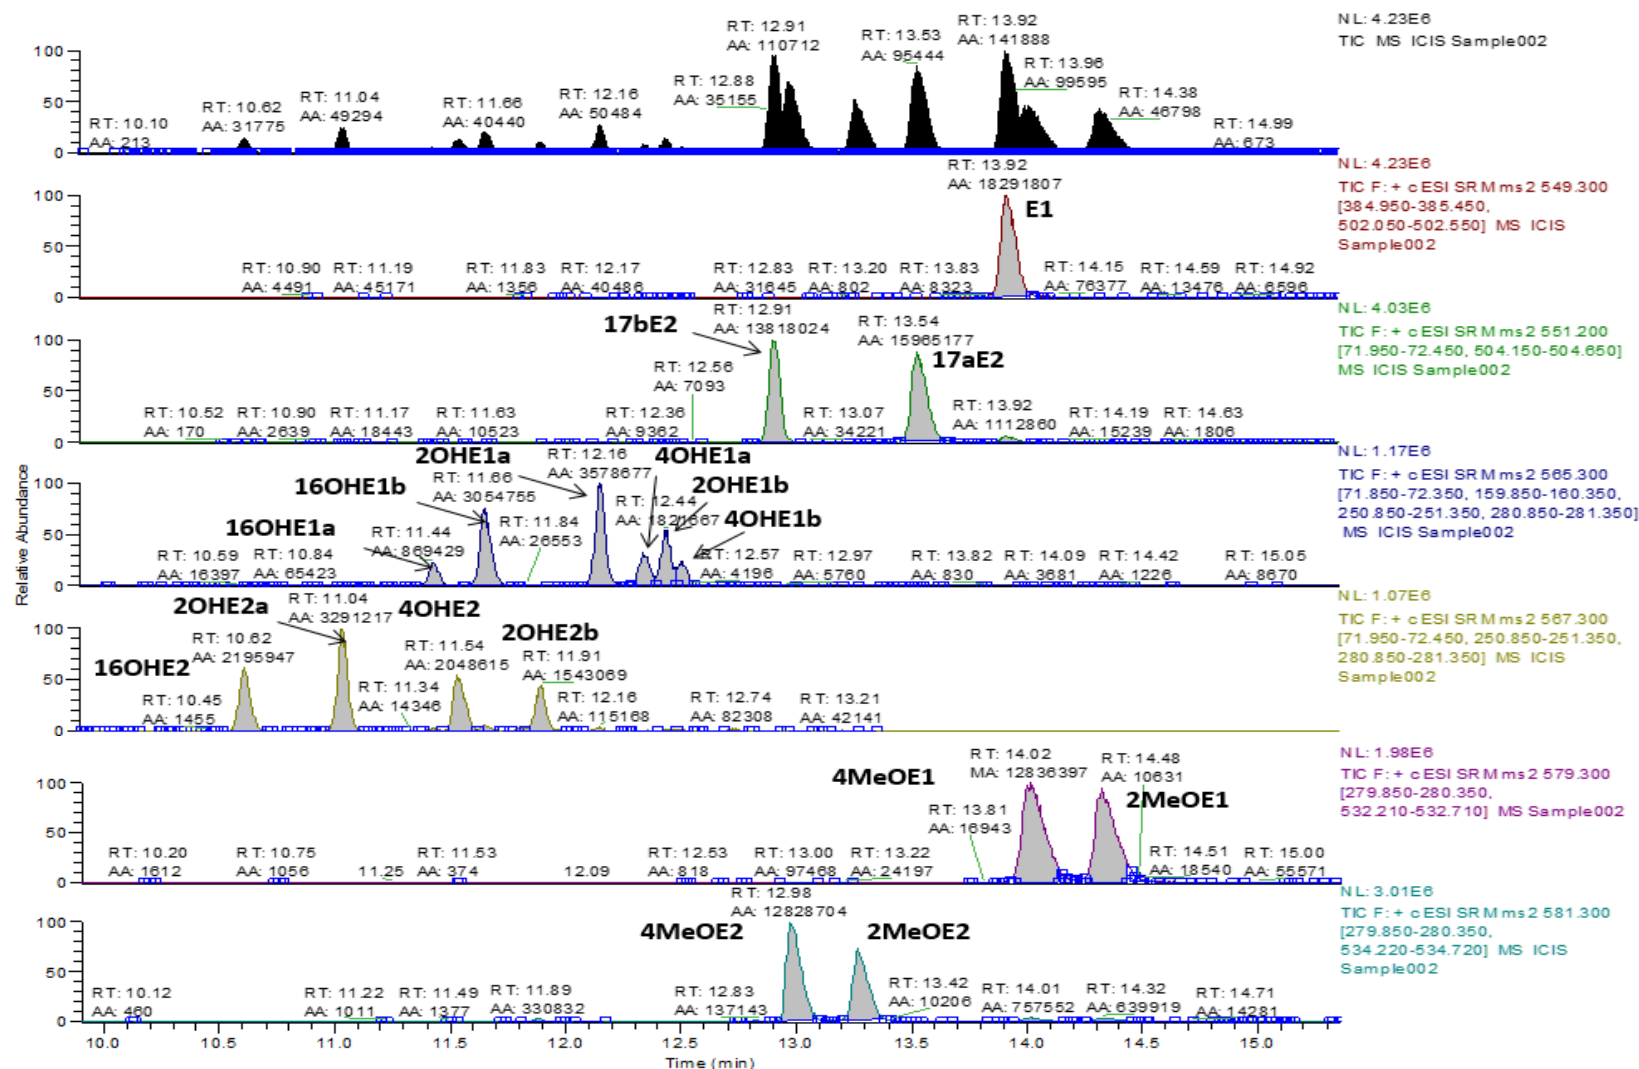 RT: 12.91
AA: 110712
RT: 13.53
AA: 95444
RT: 13.92
AA: 141888
RT: 13.96
AA: 99595
RT: 12.88
AA: 35155
RT: 14.38
AA: 46798
RT: 12.16
AA: 50484
RT: 11.04
AA: 49294
RT: 11.66
AA: 40440
RT: 10.62
AA: 31775
RT: 10.10
AA: 213
RT: 14.99
AA: 673
100
50
0
NL: 4.23E6
TIC MS ICIS Sample002
RT: 13.92
AA: 18291807
E1
RT: 10.90
AA: 4491
RT: 11.19
AA: 45171
RT: 11.83
AA: 1356
RT: 12.17
AA: 40486
RT: 12.83
AA: 31645
RT: 13.20
AA: 802
RT: 13.83
AA: 8323
RT: 14.15
AA: 76377
RT: 14.59
AA: 13476
RT: 14.92
AA: 6596
100
50
0
NL: 4.23E6
TIC F: + c ESI SRM ms2 549.300
[384.950-385.450,
502.050-502.550] MS ICIS
Sample002
17bE2
RT: 12.91
AA: 13818024
RT: 13.54
AA: 15965177
17aE2
RT: 12.56
AA: 7093
RT: 10.52
AA: 170
RT: 10.90
AA: 2639
RT: 11.17
AA: 18443
RT: 11.63
AA: 10523
RT: 12.36
AA: 9362
RT: 13.07
AA: 34221
RT: 13.92
AA: 1112860
RT: 14.19
AA: 15239
RT: 14.63
AA: 1806
100
50
0
NL: 4.03E6
TIC F: + c ESI SRM ms2 551.200
[71.950-72.450, 504.150-504.650]
MS ICIS Sample002
2OHE1a
RT: 12.16
AA: 3578677
4OHE1a
16OHE1b
RT: 11.66
AA: 3054755
2OHE1b
RT: 12.44
16OHE1a
RT: 11.44
AA: 869429
RT: 11.84
AA: 26553
4OHE1b
RT: 10.59
AA: 16397
RT: 10.84
AA: 65423
RT: 12.57
AA: 4196
RT: 12.97
AA: 5760
RT: 13.82
AA: 830
RT: 14.09
AA: 3681
RT: 14.42
AA: 1226
RT: 15.05
AA: 8670
100
50
0
NL: 1.17E6
TIC F: + c ESI SRM ms2 565.300
[71.850-72.350, 159.850-160.350,
250.850-251.350, 280.850-281.350]
MS ICIS Sample002
Relative Abundance
2OHE2a
RT: 11.04
AA: 3291217
4OHE2
16OHE2
RT: 10.62
AA: 2195947
RT: 11.54
AA: 2048615
2OHE2b
RT: 11.91
AA: 1543069
RT: 10.45
AA: 1455
RT: 11.34
AA: 14346
RT: 12.16
AA: 115168
RT: 12.74
AA: 82308
RT: 13.21
AA: 42141
100
50
0
NL: 1.07E6
TIC F: + c ESI SRM ms2 567.300
[71.950-72.450, 250.850-251.350,
280.850-281.350] MS ICIS
Sample002
4MeOE1
RT: 14.02
MA: 12836397
RT: 14.48
AA: 10631
2MeOE1
RT: 13.81
AA: 16943
RT: 10.20
AA: 1612
RT: 10.75
AA: 1056
11.25
RT: 11.53
AA: 374
12.09
RT: 12.53
AA: 818
RT: 13.00
AA: 97468
RT: 13.22
AA: 24197
RT: 14.51
AA: 18540
RT: 15.00
AA: 55571
100
50
0
NL: 1.98E6
TIC F: + c ESI SRM ms2 579.300
[279.850-280.350,
532.210-532.710] MS Sample002
RT: 12.98
AA: 12828704
4MeOE2
2MeOE2
RT: 10.12
AA: 460
RT: 11.22
AA: 1011
RT: 11.49
AA: 1377
RT: 11.89
AA: 330832
RT: 12.83
AA: 137143
RT: 13.42
AA: 10206
RT: 14.01
AA: 757552
RT: 14.32
AA: 639919
RT: 14.71
AA: 14281
100
50
0
NL: 3.01E6
TIC F: + c ESI SRM ms2 581.300
[279.850-280.350,
534.220-534.720] MS ICIS
Sample002
10.0 10.5 11.0 11.5 12.0 12.5 13.0 13.5 14.0 14.5 15.0
Time (min)